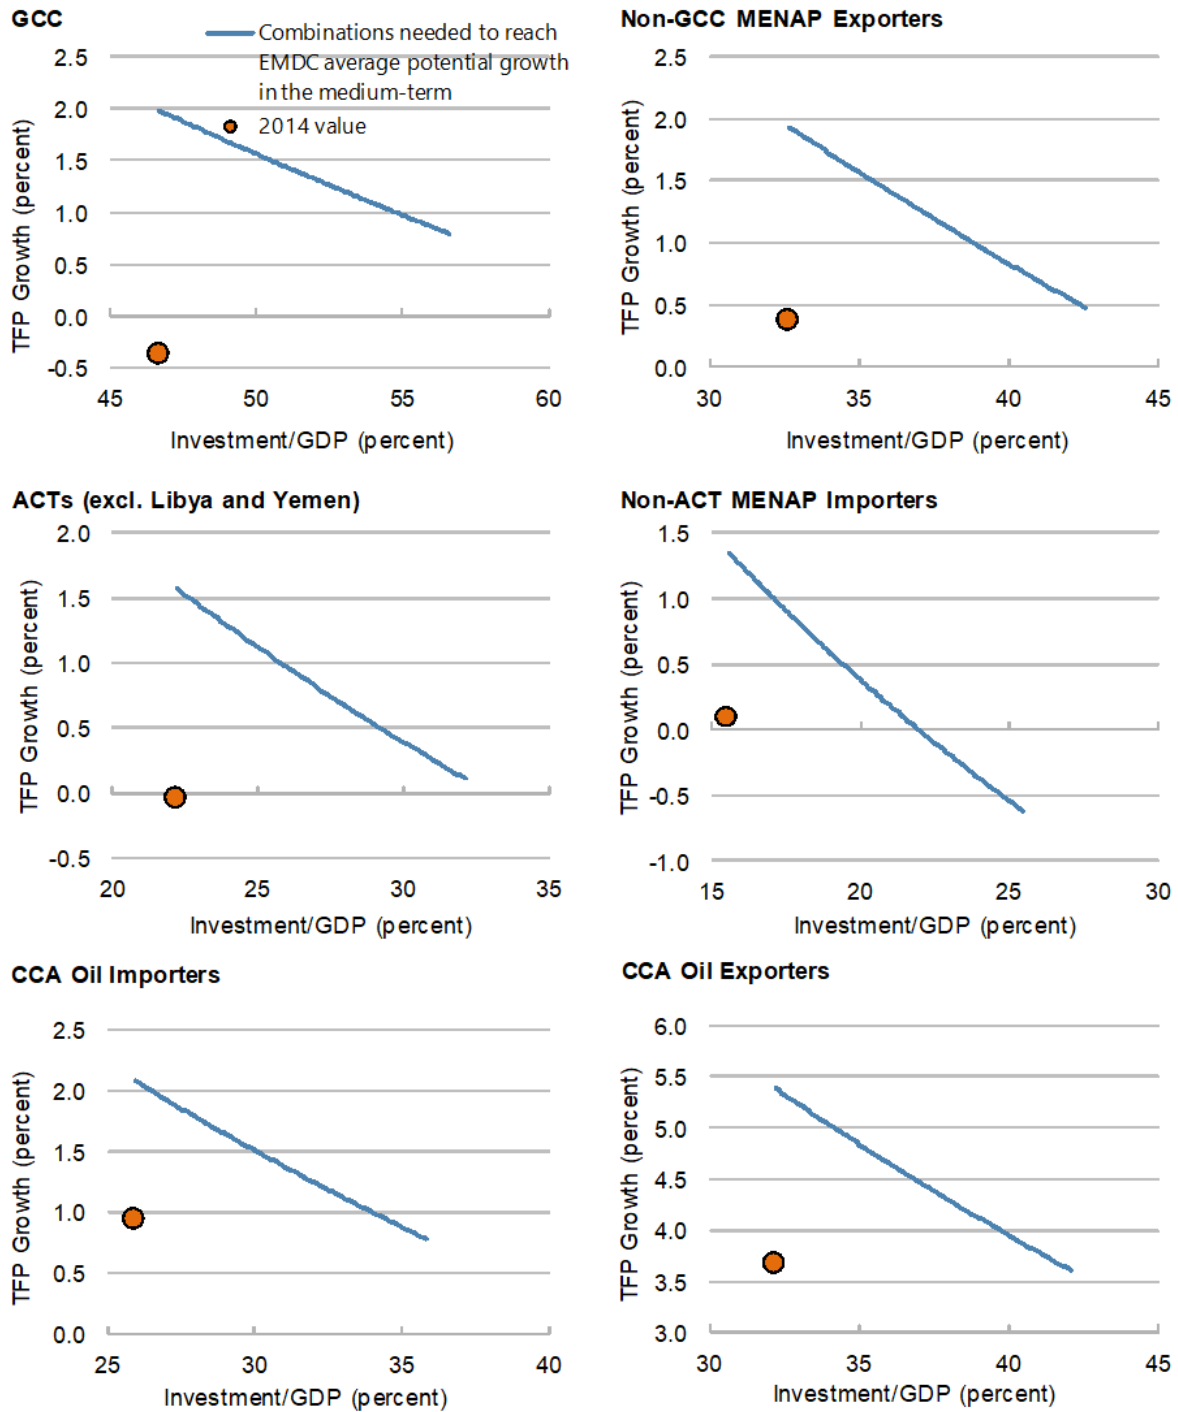 GCC
Combinations needed to reach
EMDC average potential growth
in the medium-term
2014 value
TFP Growth (percent)
2.5
2.0
1.5
1.0
0.5
0.0
-0.5
45 50 55 60
Investment/GDP (percent)
Non-GCC MENAP Exporters
TFP Growth (percent)
2.5
2.0
1.5
1.0
0.5
0.0
30 35 40 45
Investment/GDP (percent)
ACTs (excl. Libya and Yemen)
TFP Growth (percent)
2.0
1.5
1.0
0.5
0.0
-0.5
20 25 30 35
Investment/GDP (percent)
Non-ACT MENAP Importers
TFP Growth (percent)
1.5
1.0
0.5
0.0
-0.5
-1.0
15 20 25 30
Investment/GDP (percent)
CCA Oil Importers
TFP Growth (percent)
2.5
2.0
1.5
1.0
0.5
0.0
25 30 35 40
Investment/GDP (percent)
CCA Oil Exporters
TFP Growth (percent)
6.0
5.5
5.0
4.5
4.0
3.5
3.0
30 35 40 45
Investment/GDP (percent)